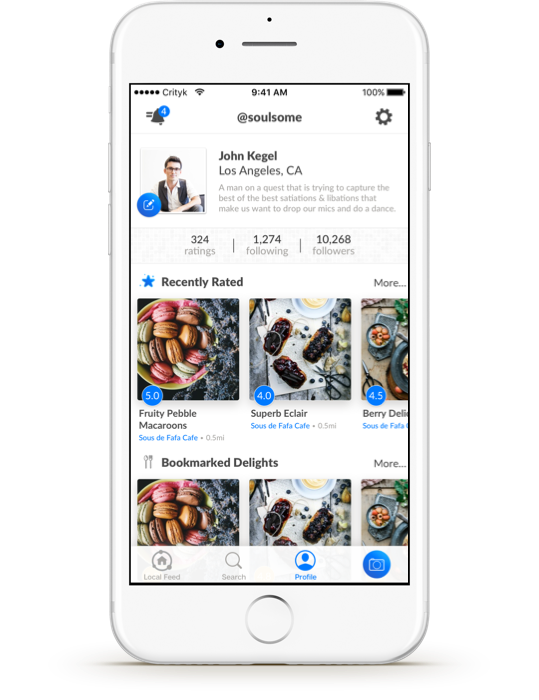 Crityk 9:41 AM 100%
4
@soulsome
John Kegel
Los Angeles, CA
A man on a quest that is trying to capture the
best of the best satiations & libations that
make us want to drop our mics and do a dance.
324 1,274 10,268
ratings following followers
Recently Rated More...
5.0 4.0 4.5
Fruity Pebble
Macaroons
Sous de Fafa Cafe • 0.5mi
Superb Eclair
Sous de Fafa Cafe • 0.5mi
Berry Deli
Sous de Fafa
Bookmarked Delights More...
Local Feed Search Profile